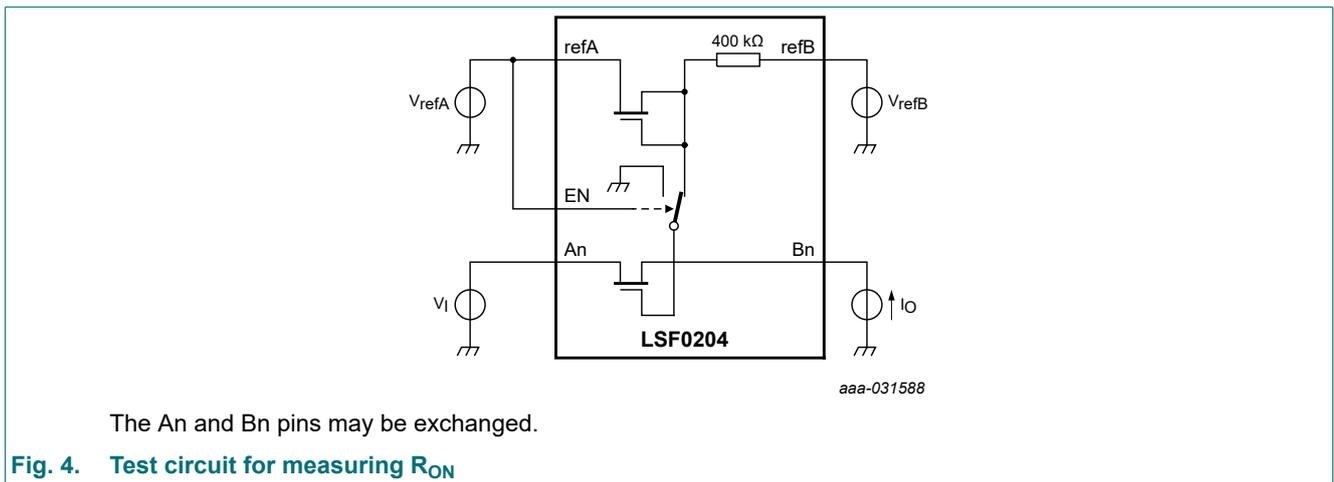 400 kΩ
refA
refB
VrefA
VrefB
EN
An
Bn
VI
IO
LSF0204
aaa-031588
The An and Bn pins may be exchanged.
Fig. 4. Test circuit for measuring RON